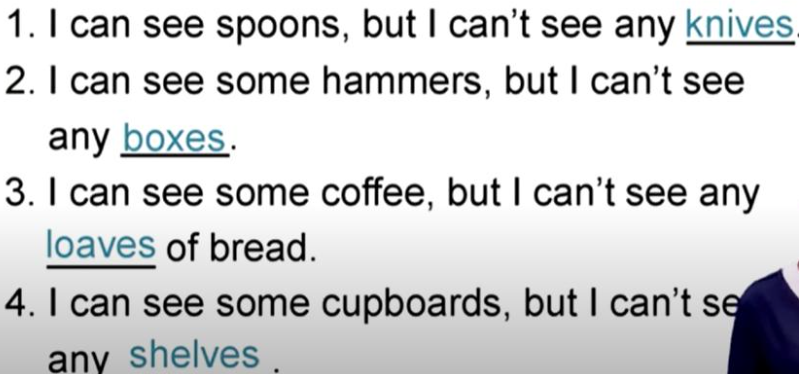 1. I can see spoons, but I can't see any knives.
2. I can see some hammers, but I can't see
any boxes.
3. I can see some coffee, but I can't see any
loaves of bread.
4. I can see some cupboards, but I can't se
any shelves .